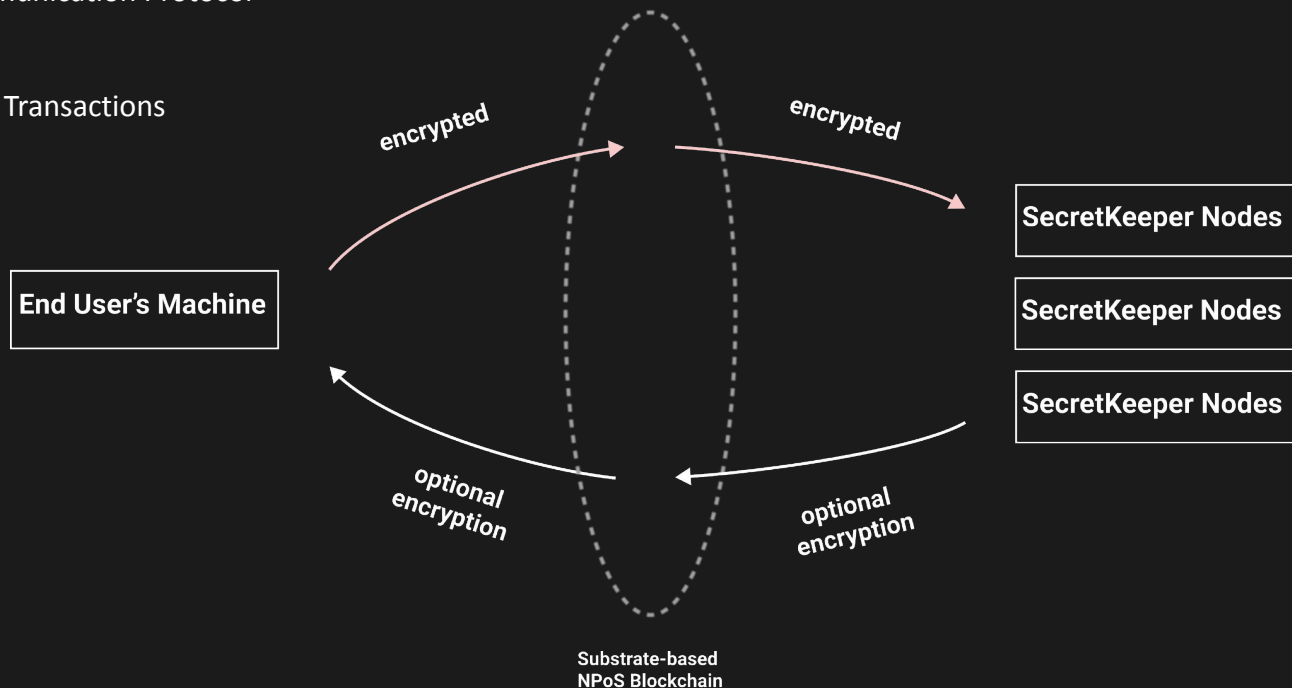 Protocol
Transactions
encrypted
encrypted
SecretKeeper Nodes
End User’s Machine
SecretKeeper Nodes
SecretKeeper Nodes
optional
encryption
optional
encryption
Substrate-based
NPoS Blockchain